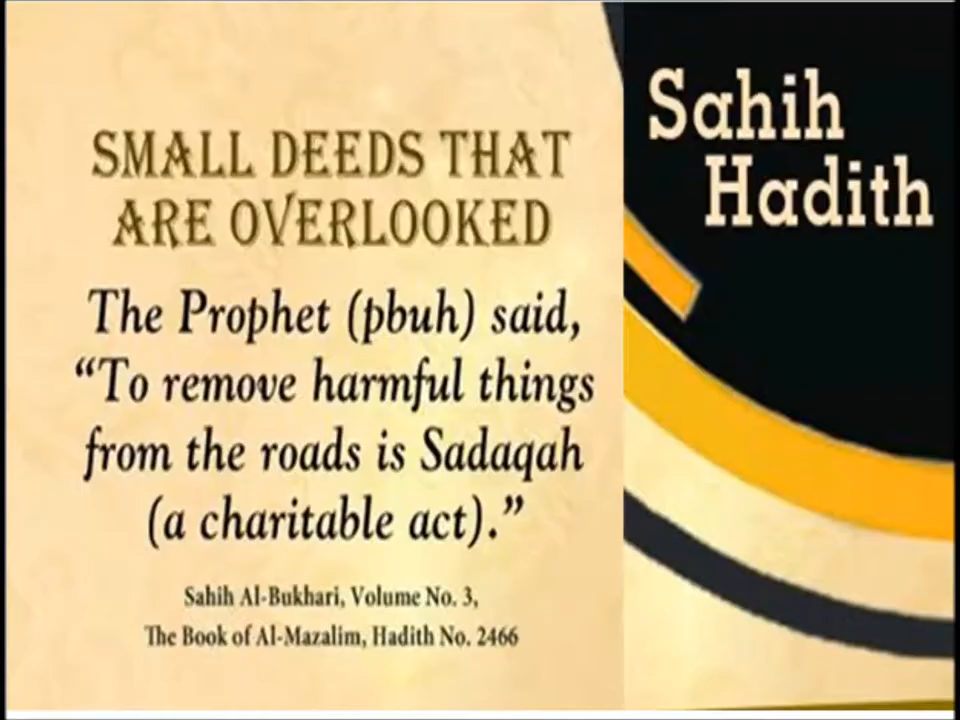 SMALL DEEDS THAT
ARE OVERLOOKED
The Prophet (pbuh) said,
“To remove harmful things
from the roads is Sadaqah
(a charitable act).”
Sahih Al-Bukhari, Volume No. 3,
The Book of Al-Mazalim, Hadith No. 2466
Sahih
Hadith